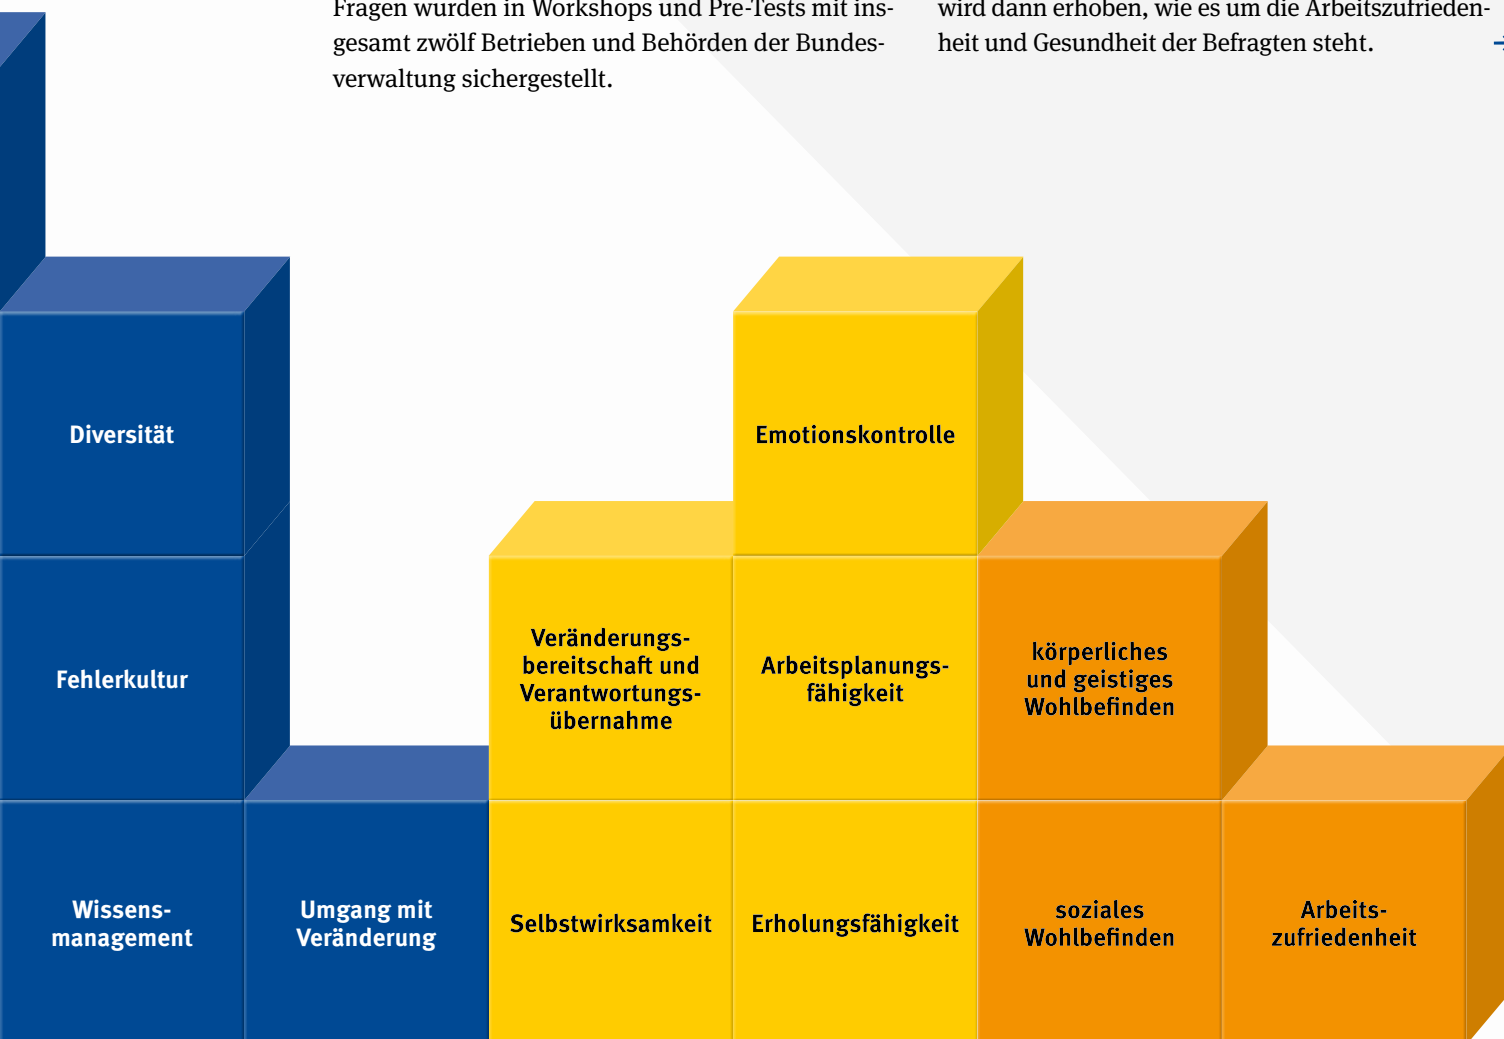 Fragen wurden in Workshops und Pre-Tests mit ins-
gesamt zwölf Betrieben und Behörden der Bundes-
verwaltung sichergestellt.
wird dann erhoben, wie es um die Arbeitszufrieden-
heit und Gesundheit der Befragten steht.
Diversität
Emotionskontrolle
Fehlerkultur
Veränderungs-
bereitschaft und
Verantwortungs-
übernahme
Arbeitsplanungs-
fähigkeit
körperliches
und geistiges
Wohlbefinden
Wissens-
management
Umgang mit
Veränderung
Selbstwirksamkeit
Erholungsfähigkeit
soziales
Wohlbefinden
Arbeits-
zufriedenheit